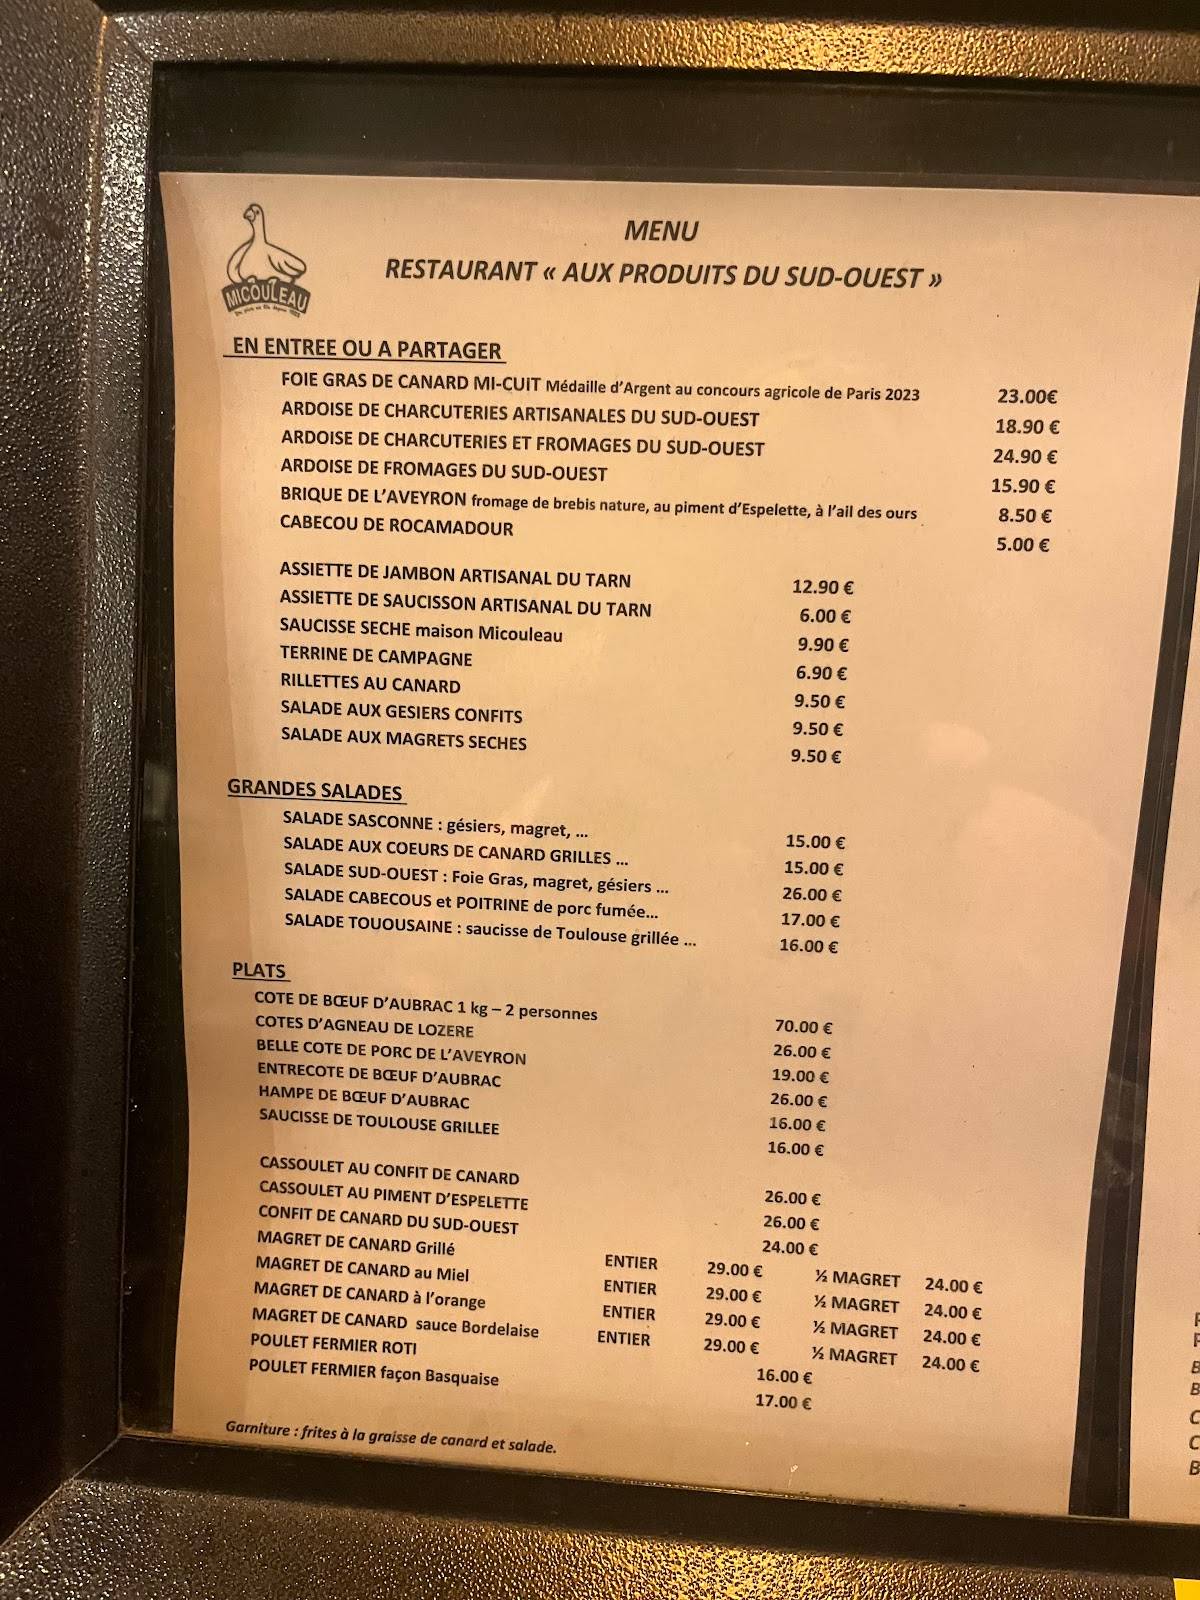 MICOULEAU
MENU
RESTAURANT « AUX PRODUITS DU SUD-OUEST »
EN ENTREE OU A PARTAGER
FOIE GRAS DE CANARD MI-CUIT Médaille d'Argent au concours agricole de Paris 2023 23.00€
ARDOISE DE CHARCUTERIES ARTISANALES DU SUD-OUEST 18.90 €
ARDOISE DE CHARCUTERIES ET FROMAGES DU SUD-OUEST 24.90 €
ARDOISE DE FROMAGES DU SUD-OUEST 15.90 €
BRIQUE DE L'AVEYRON fromage de brebis nature, au piment d'Espelette, à l'ail des ours 8.50 €
CABECOU DE ROCAMADOUR 5.00 €
ASSIETTE DE JAMBON ARTISANAL DU TARN 12.90 €
ASSIETTE DE SAUCISSON ARTISANAL DU TARN 6.00 €
SAUCISSE SECHE maison Micouleau 9.90 €
TERRINE DE CAMPAGNE 6.90 €
RILLETTES AU CANARD 9.50 €
SALADE AUX GESIERS CONFITS 9.50 €
SALADE AUX MAGRETS SECHES 9.50 €
GRANDES SALADES
SALADE SASCONNE : gésiers, magret, ... 15.00 €
SALADE AUX COEURS DE CANARD GRILLES ... 15.00 €
SALADE SUD-OUEST : Foie Gras, magret, gésiers ... 26.00 €
SALADE CABECOUS et POITRINE de porc fumée... 17.00 €
SALADE TOUOUSAINE : saucisse de Toulouse grillée ... 16.00 €
PLATS
COTE DE BŒUF D'AUBRAC 1 kg – 2 personnes 70.00 €
COTES D'AGNEAU DE LOZERE 26.00 €
BELLE COTE DE PORC DE L'AVEYRON 19.00 €
ENTRECOTE DE BŒUF D'AUBRAC 26.00 €
HAMPE DE BŒUF D'AUBRAC 16.00 €
SAUCISSE DE TOULOUSE GRILLEE 16.00 €
CASSOULET AU CONFIT DE CANARD 26.00 €
CASSOULET AU PIMENT D'ESPELETTE 26.00 €
CONFIT DE CANARD DU SUD-OUEST 24.00 €
MAGRET DE CANARD Grillé ENTIER 29.00 € ½ MAGRET 24.00 €
MAGRET DE CANARD au Miel ENTIER 29.00 € ½ MAGRET 24.00 €
MAGRET DE CANARD à l'orange ENTIER 29.00 € ½ MAGRET 24.00 €
MAGRET DE CANARD sauce Bordelaise ENTIER 29.00 € ½ MAGRET 24.00 €
POULET FERMIER ROTI 16.00 €
POULET FERMIER façon Basquaise 17.00 €
Garniture : frites à la graisse de canard et salade.